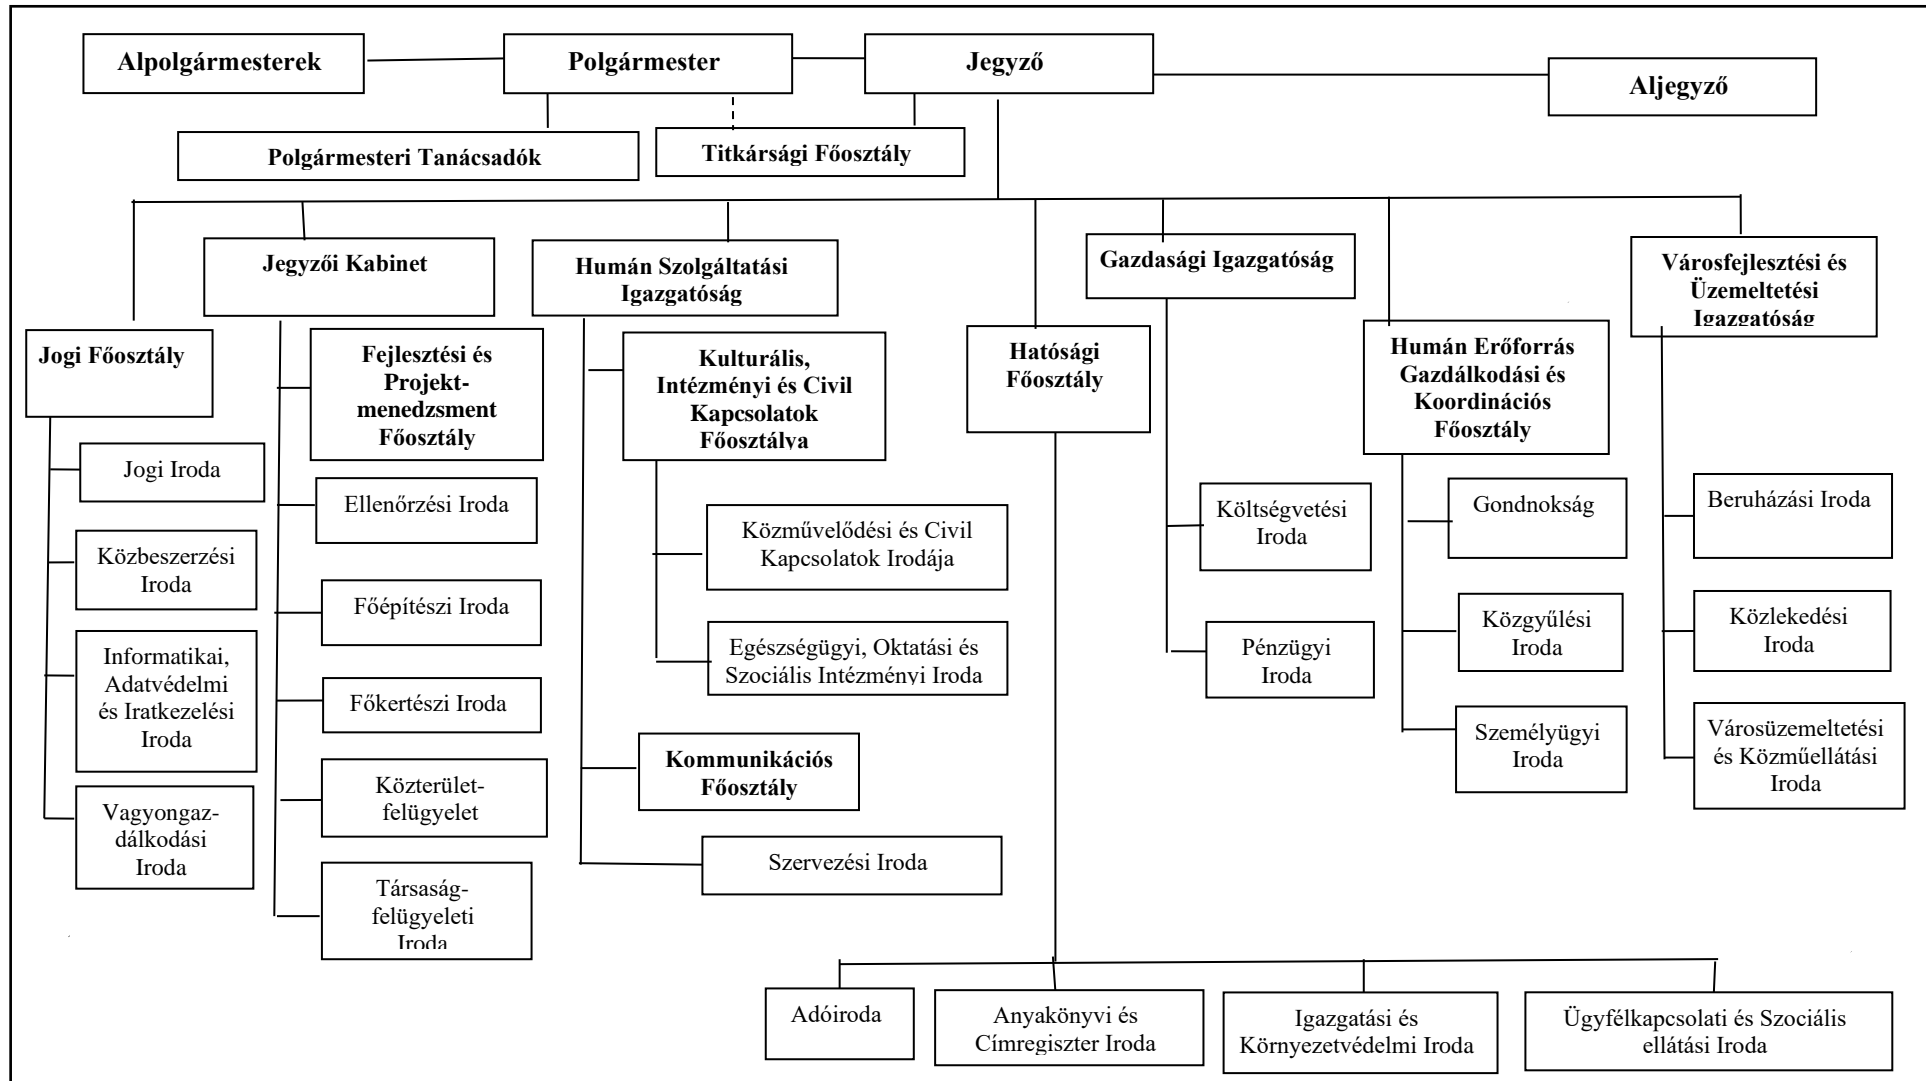 Alpolgármesterek
Polgármester
Jegyző
Aljegyző
Polgármesteri Tanácsadók
Titkársági Főosztály
Jegyzői Kabinet
Humán Szolgáltatási
Igazgatóság
Gazdasági Igazgatóság
Városfejlesztési és
Üzemeltetési
Igazgatóság
Jogi Főosztály
Fejlesztési és
Projekt-
menedzsment
Főosztály
Kulturális,
Intézményi és Civil
Kapcsolatok
Főosztálya
Hatósági
Főosztály
Humán Erőforrás
Gazdálkodási és
Koordinációs
Főosztály
Jogi Iroda
Közbeszerzési
Iroda
Informatikai,
Adatvédelmi
és Iratkezelési
Iroda
Vagyongaz-
dálkodási
Iroda
Ellenőrzési Iroda
Főépítészi Iroda
Főkertészi Iroda
Közterület-
felügyelet
Társaság-
felügyeleti
Iroda
Közművelődési és Civil
Kapcsolatok Irodája
Egészségügyi, Oktatási és
Szociális Intézményi Iroda
Kommunikációs
Főosztály
Szervezési Iroda
Költségvetési
Iroda
Pénzügyi
Iroda
Gondnokság
Közgyűlési
Iroda
Személyügyi
Iroda
Beruházási Iroda
Közlekedési
Iroda
Városüzemeltetési
és Közműellátási
Iroda
Adóiroda
Anyakönyvi és
Címregiszter Iroda
Igazgatási és
Környezetvédelmi Iroda
Ügyfélkapcsolati és Szociális
ellátási Iroda